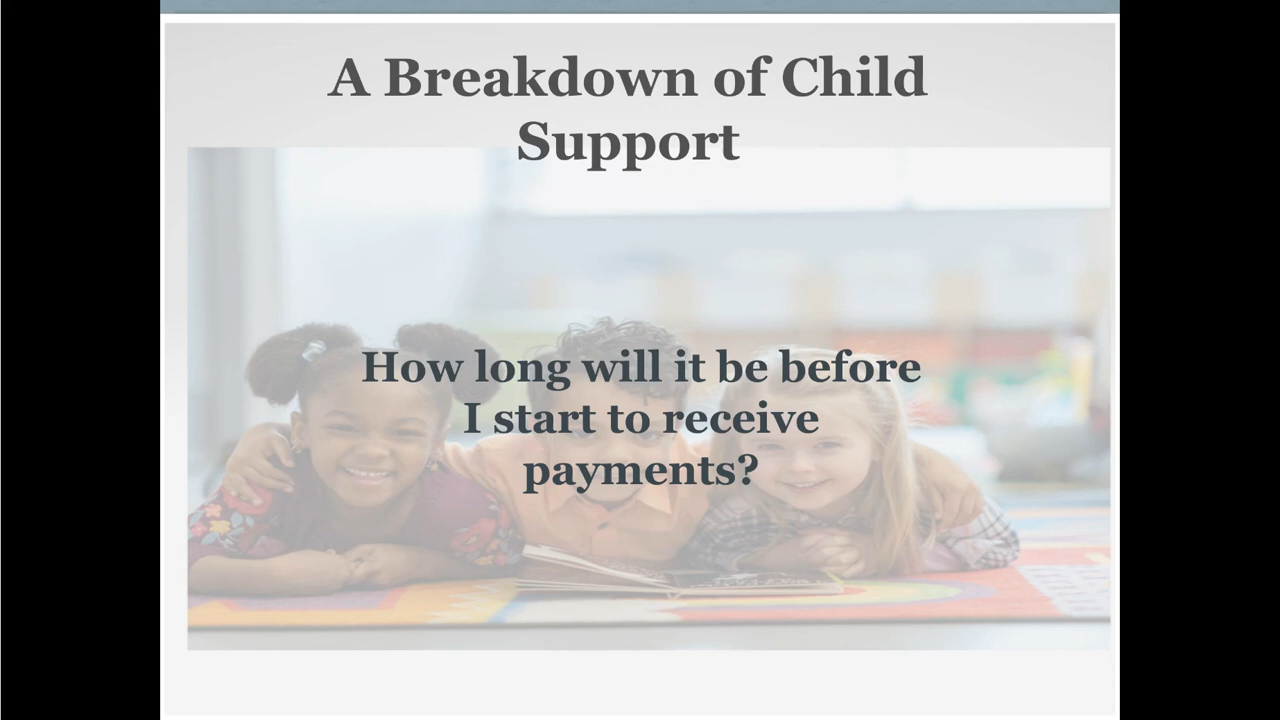 A Breakdown of Child
Support
How long will it be before
I start to receive
payments?